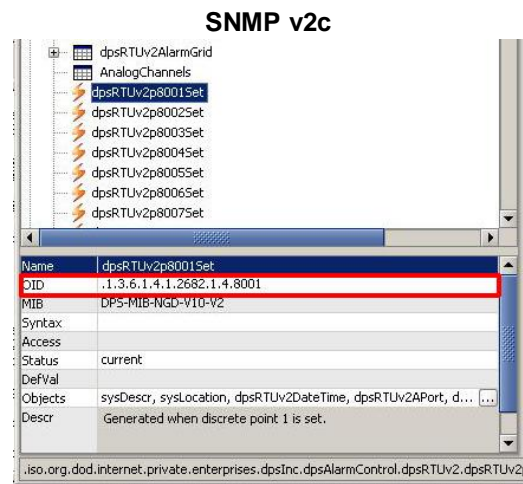 SNMP v2c
dpsRTUv2AlarmGrid
AnalogChannels
dpsRTUv2p8001Set
dpsRTUv2p8002Set
dpsRTUv2p8003Set
dpsRTUv2p8004Set
dpsRTUv2p8005Set
dpsRTUv2p8006Set
dpsRTUv2p8007Set
Name dpsRTUv2p8001Set
OID .1.3.6.1.4.1.2682.1.4.8001
MIB DPS-MIB-NGD-V10-V2
Syntax
Access
Status current
DefVal
Objects sysDescr, sysLocation, dpsRTUv2DateTime, dpsRTUv2APort, d... ...
Descr Generated when discrete point 1 is set.
.iso.org.dod.internet.private.enterprises.dpsInc.dpsAlarmControl.dpsRTUv2.dpsRTUv2